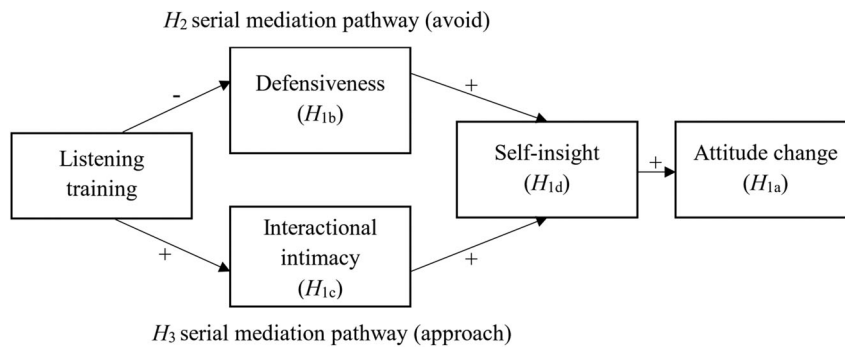 H2 serial mediation pathway (avoid)
Defensiveness
(H1b)
-
+
Listening
training
Self-insight
(H1d)
+
Attitude change
(H1a)
+
Interactional
intimacy
(H1c)
+
H3 serial mediation pathway (approach)